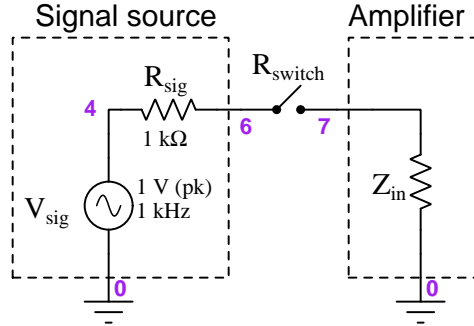 Signal source
Amplifier
R_sig
R_switch
4
1 kΩ
6
7
V_sig
1 V (pk)
1 kHz
Z_in
0
0